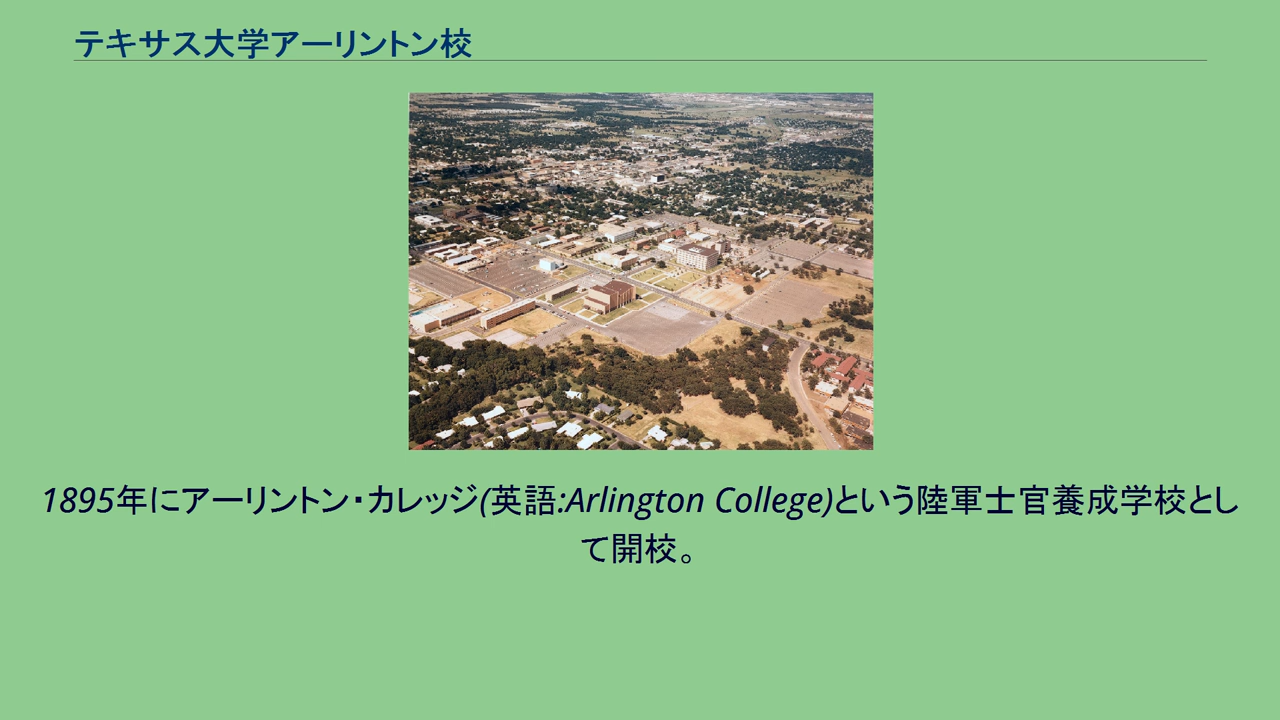 テキサス大学アーリントン校
1895年にアーリントン・カレッジ(英語:Arlington College)という陸軍士官養成学校とし
て開校。